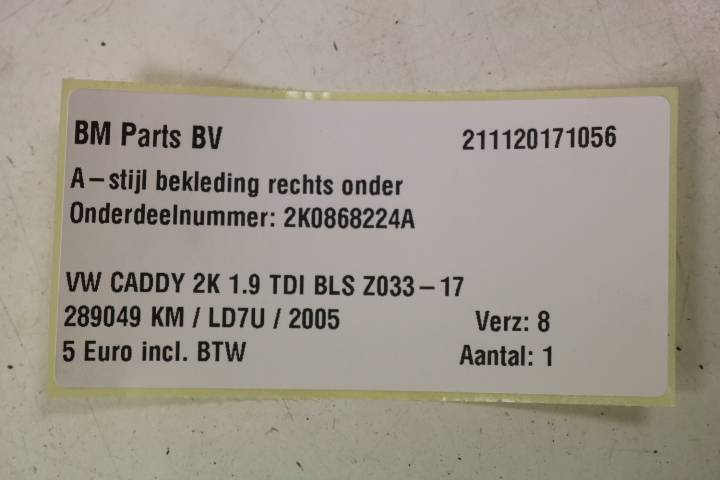 BM Parts BV 211120171056
A-stijl bekleding rechts onder
Onderdeelnummer: 2K0868224A
VW CADDY 2K 1.9 TDI BLS Z033-17
289049 KM / LD7U / 2005 Verz: 8
5 Euro incl. BTW Aantal: 1